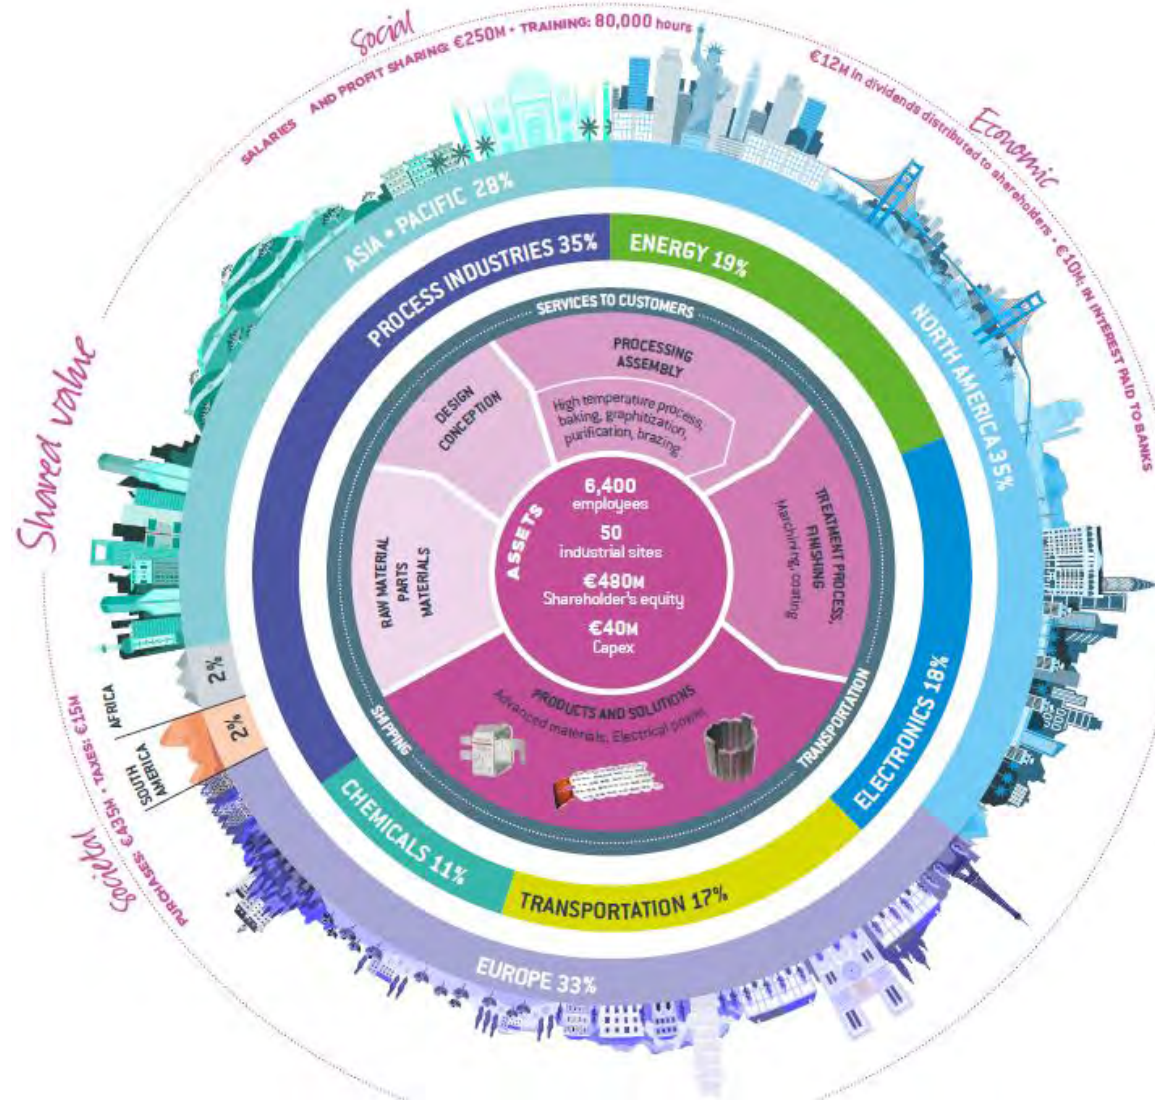 Social
SALARIES AND PROFIT SHARING: €250M • TRAINING: 80,000 hours
Economic
€12M in dividends distributed to shareholders • €10M: IN INTEREST PAID TO BANKS
Shared value
Societal
PURCHASES: €435M • TAXES: €15M
ASIA • PACIFIC 28%
NORTH AMERICA 35%
EUROPE 33%
AFRICA
2%
SOUTH
AMERICA
2%
PROCESS INDUSTRIES 35%
ENERGY 19%
ELECTRONICS 18%
TRANSPORTATION 17%
CHEMICALS 11%
SERVICES TO CUSTOMERS
TRANSPORTATION
SHIPPING
PROCESSING
ASSEMBLY
High temperature process,
baking, graphitization,
purification, brazing
DESIGN
CONCEPTION
RAW MATERIAL
PARTS
MATERIALS
TREATMENT PROCESS,
FINISHING
Marchining, coating
PRODUCTS AND SOLUTIONS
Advanced materials, Electrical power
ASSETS
6,400
employees
50
industrial sites
€480M
Shareholder's equity
€40M
Capex